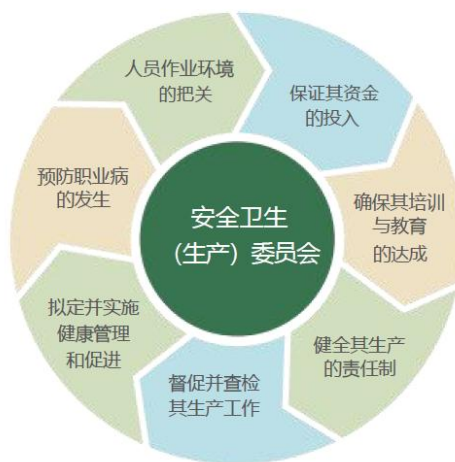 人员作业环境
的把关
保证其资金
的投入
确保其培训
与教育
的达成
健全其生产
的责任制
督促并查检
其生产工作
拟定并实施
健康管理
和促进
预防职业病
的发生
安全卫生
（生产）委员会